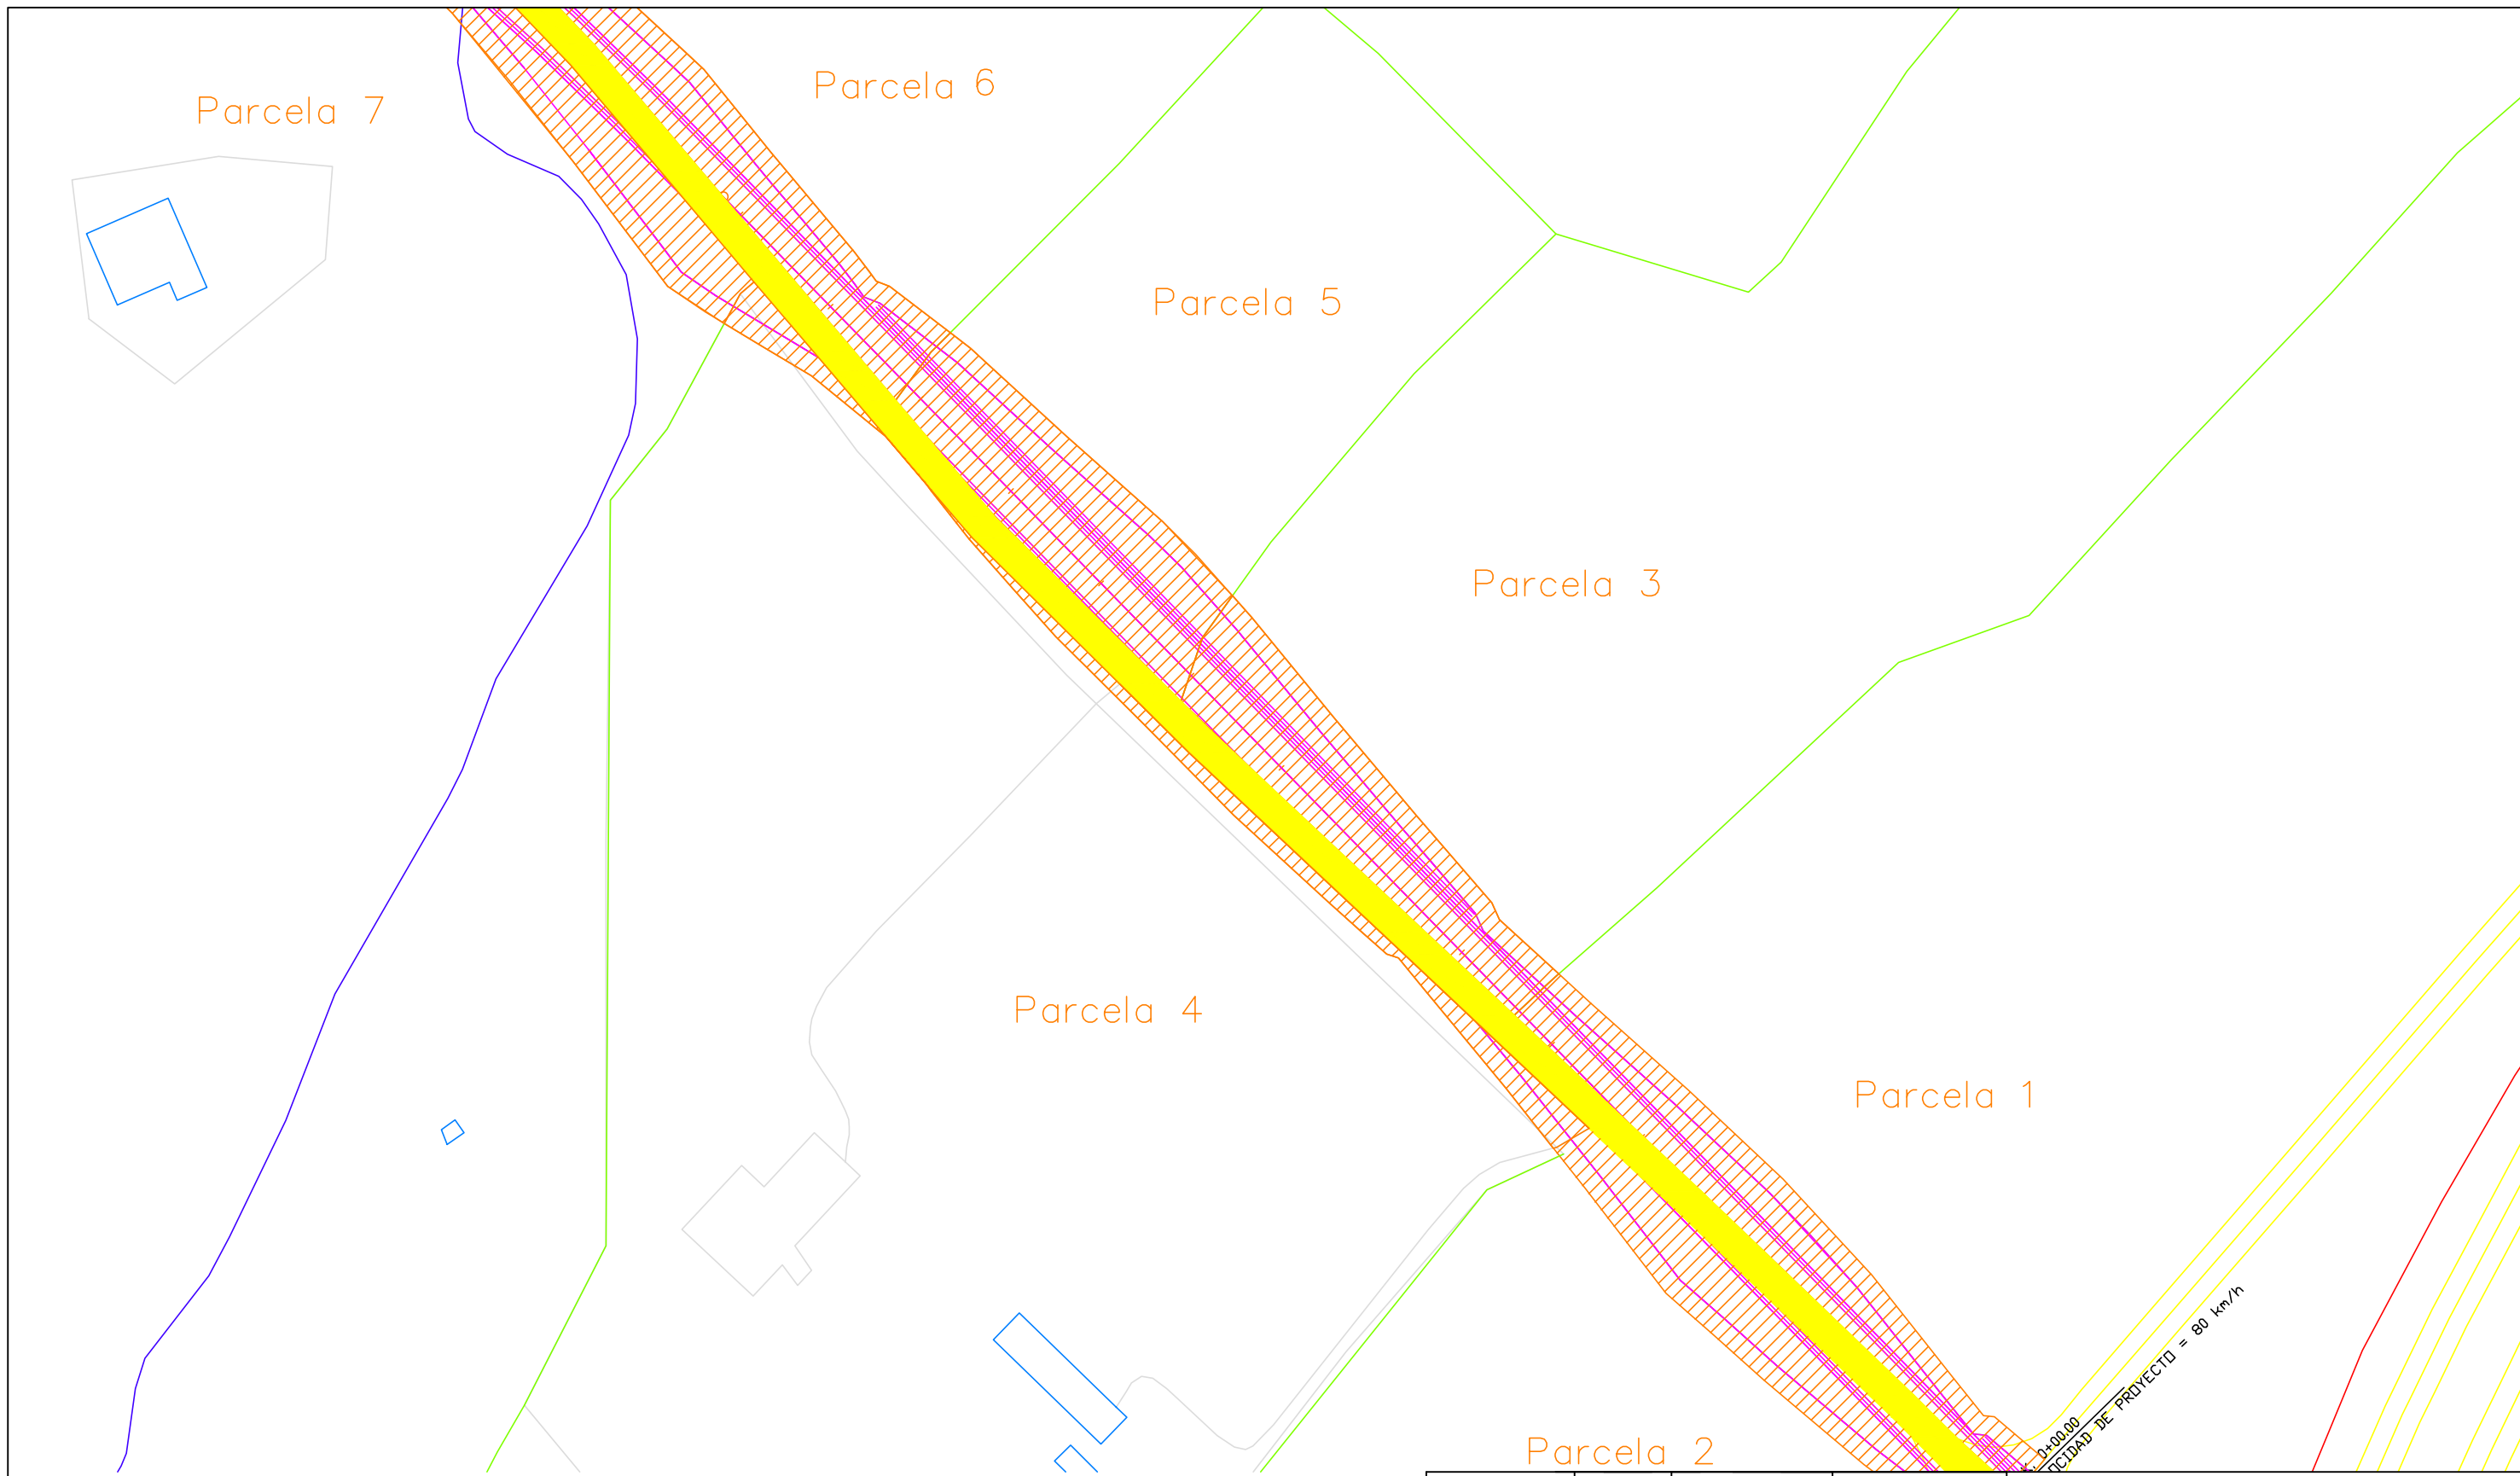 Parcela 6
Parcela 7
Parcela 5
Parcela 3
Parcela 4
Parcela 1
Parcela 2
0+00.00
DE PROYECTO = 80 km/h